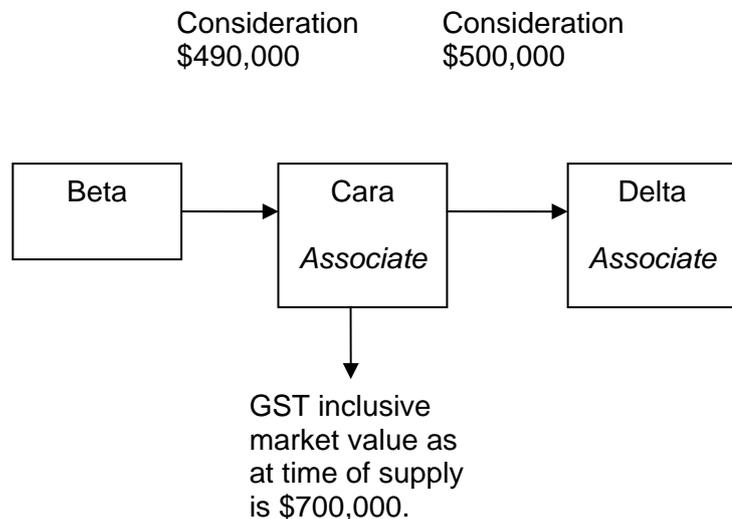 Consideration
$490,000
Consideration
$500,000
Beta
Cara
Associate
Delta
Associate
GST inclusive
market value as
at time of supply
is $700,000.